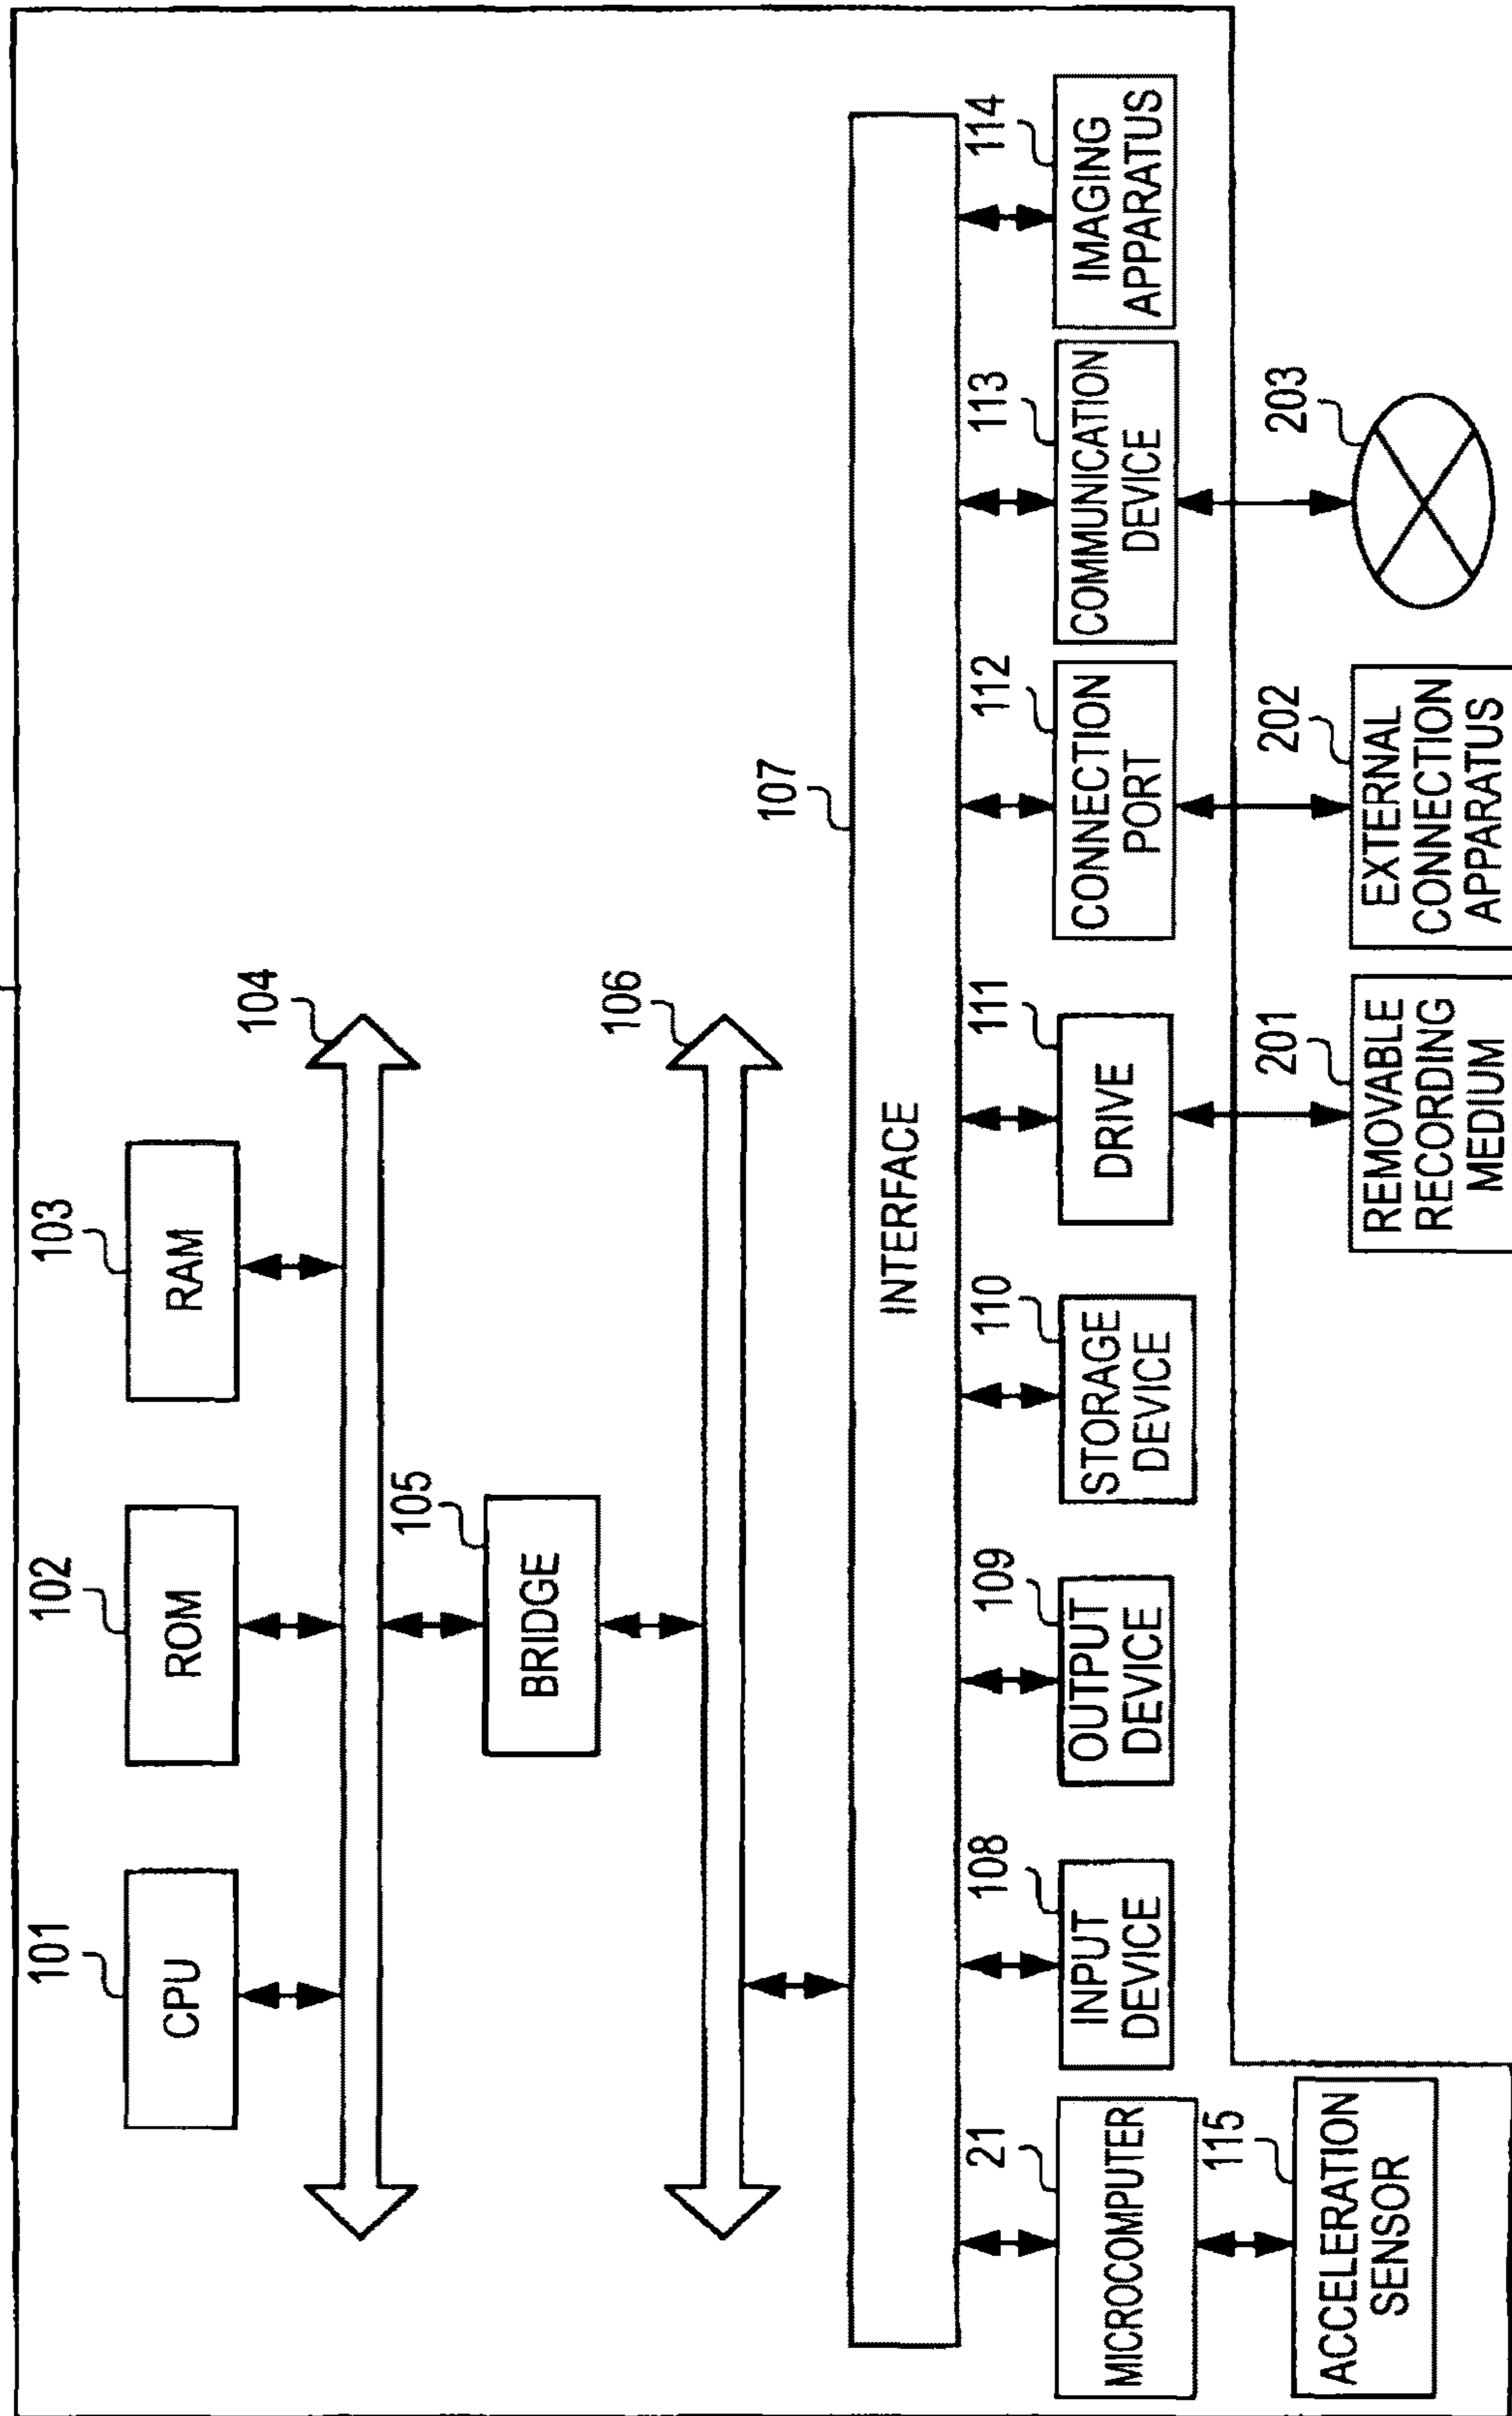 101
CPU
102
ROM
103
RAM
104
105
BRIDGE
106
107
INTERFACE
21
MICROCOMPUTER
108
INPUT
DEVICE
109
OUTPUT
DEVICE
110
STORAGE
DEVICE
111
DRIVE
112
CONNECTION
PORT
113
COMMUNICATION
DEVICE
114
IMAGING
APPARATUS
115
ACCELERATION
SENSOR
201
REMOVABLE
RECORDING
MEDIUM
202
EXTERNAL
CONNECTION
APPARATUS
203